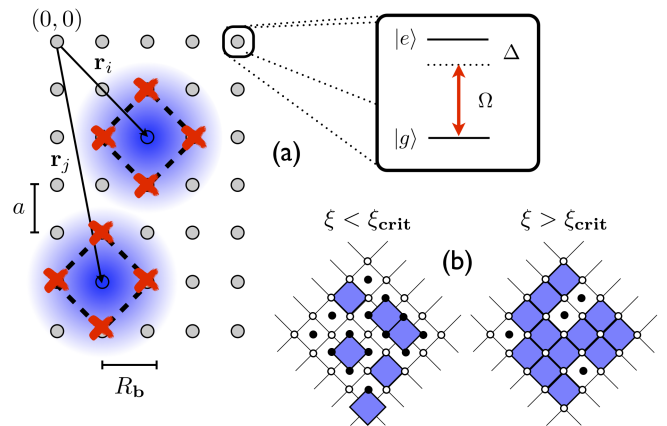 (0,0)
r_i
r_j
a
R_b
(a)
|e⟩
Δ
Ω
|g⟩
ξ < ξ_crit
ξ > ξ_crit
(b)